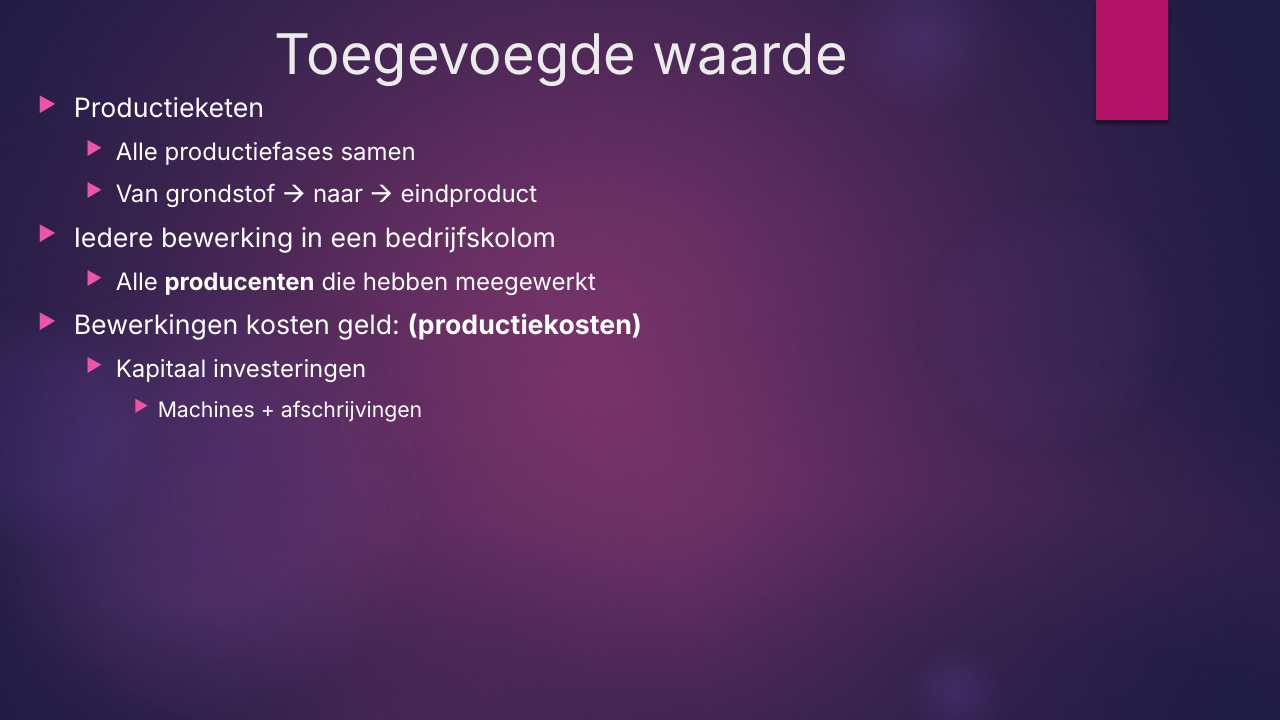 Toegevoegde waarde
Productieketen
Alle productiefases samen
Van grondstof → naar → eindproduct
Iedere bewerking in een bedrijfskolom
Alle producenten die hebben meegewerkt
Bewerkingen kosten geld: (productiekosten)
Kapitaal investeringen
Machines + afschrijvingen